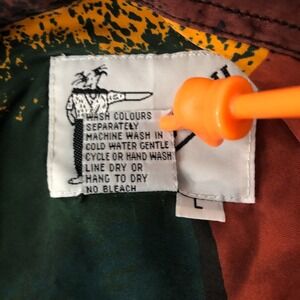 WASH COLOURS
SEPARATELY
MACHINE WASH IN
COLD WATER GENTLE
CYCLE OR HAND WASH
LINE DRY OR
HANG TO DRY
NO BLEACH
L